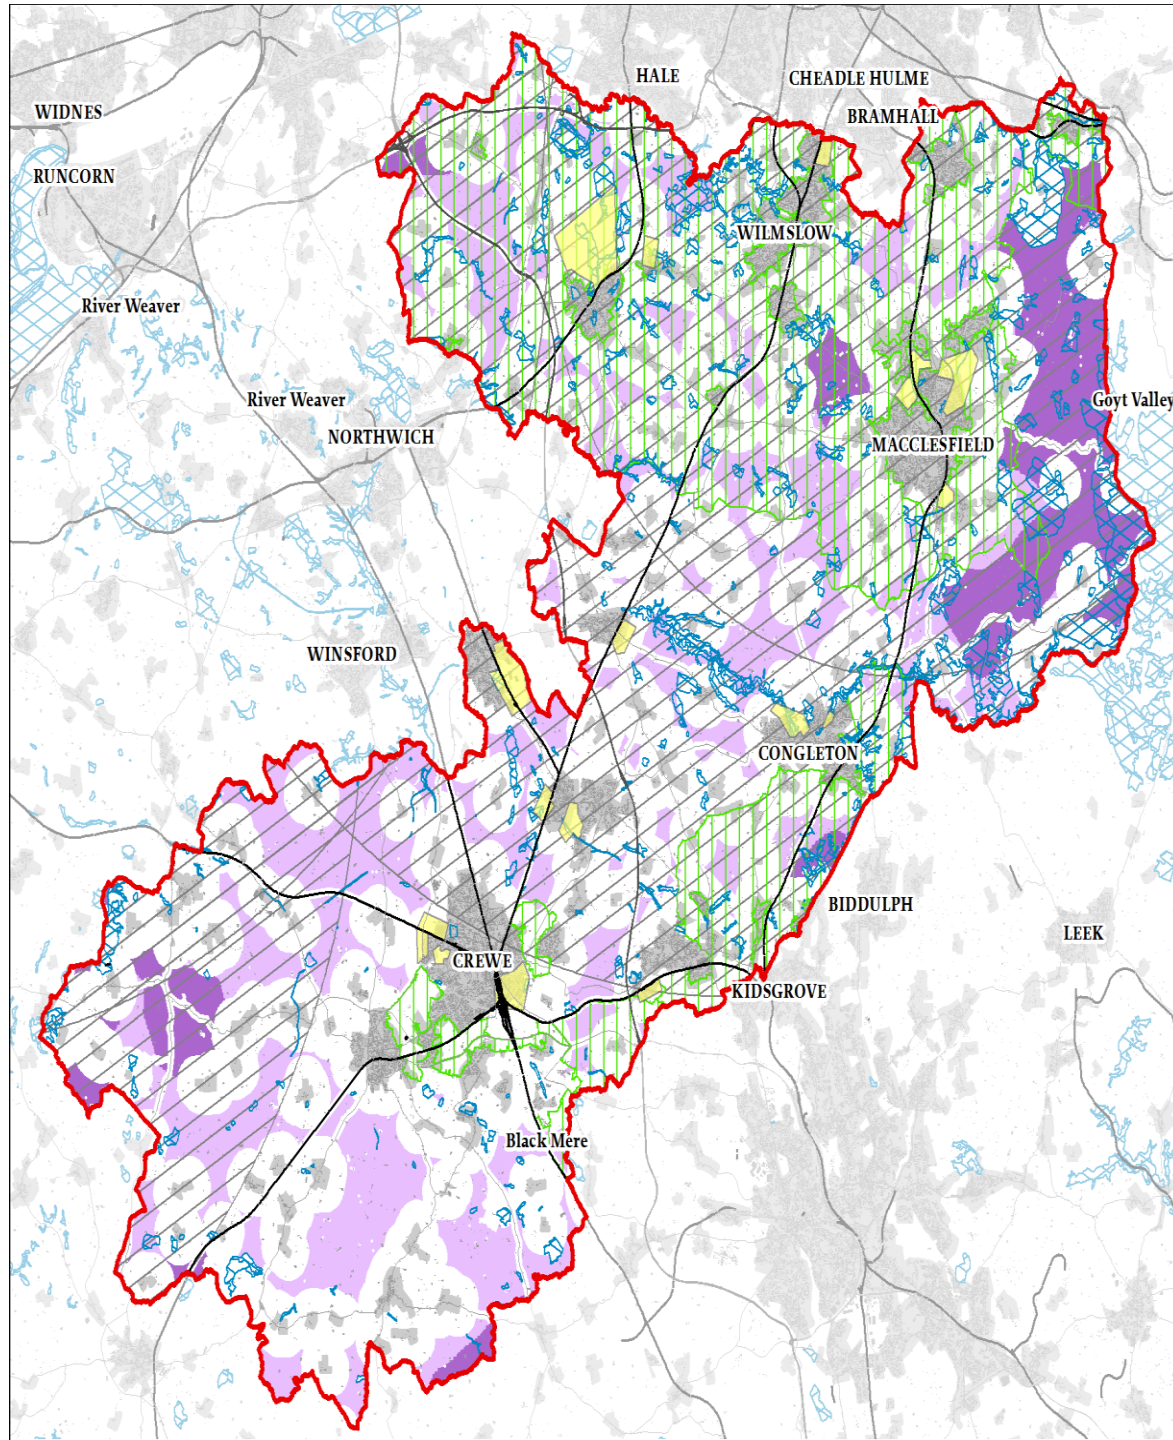 HALE
CHEADLE HULME
WIDNES
BRAMHALL
RUNCORN
WILMSLOW
River Weaver
River Weaver
Goyt Valley
NORTHWICH
MACCLESFIELD
WINSFORD
CONGLETON
BIDDULPH
LEEK
CREWE
KIDSGROVE
Black Mere